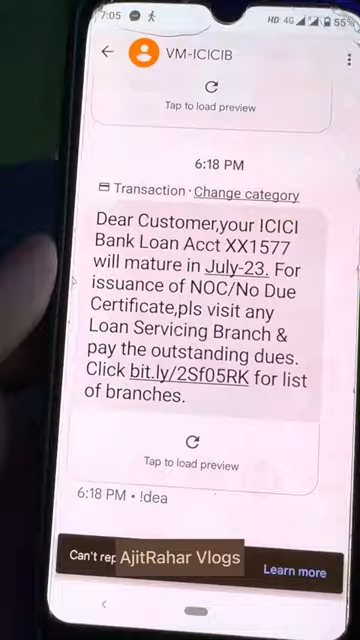 7:05
HD 4G 55%
VM-ICICIB
Tap to load preview
6:18 PM
Transaction · Change category
Dear Customer,your ICICI
Bank Loan Acct XX1577
will mature in July-23. For
issuance of NOC/No Due
Certificate,pls visit any
Loan Servicing Branch &
pay the outstanding dues.
Click bit.ly/2Sf05RK for list
of branches.
Tap to load preview
6:18 PM • !dea
Can't AjitRahar Vlogs
Learn more